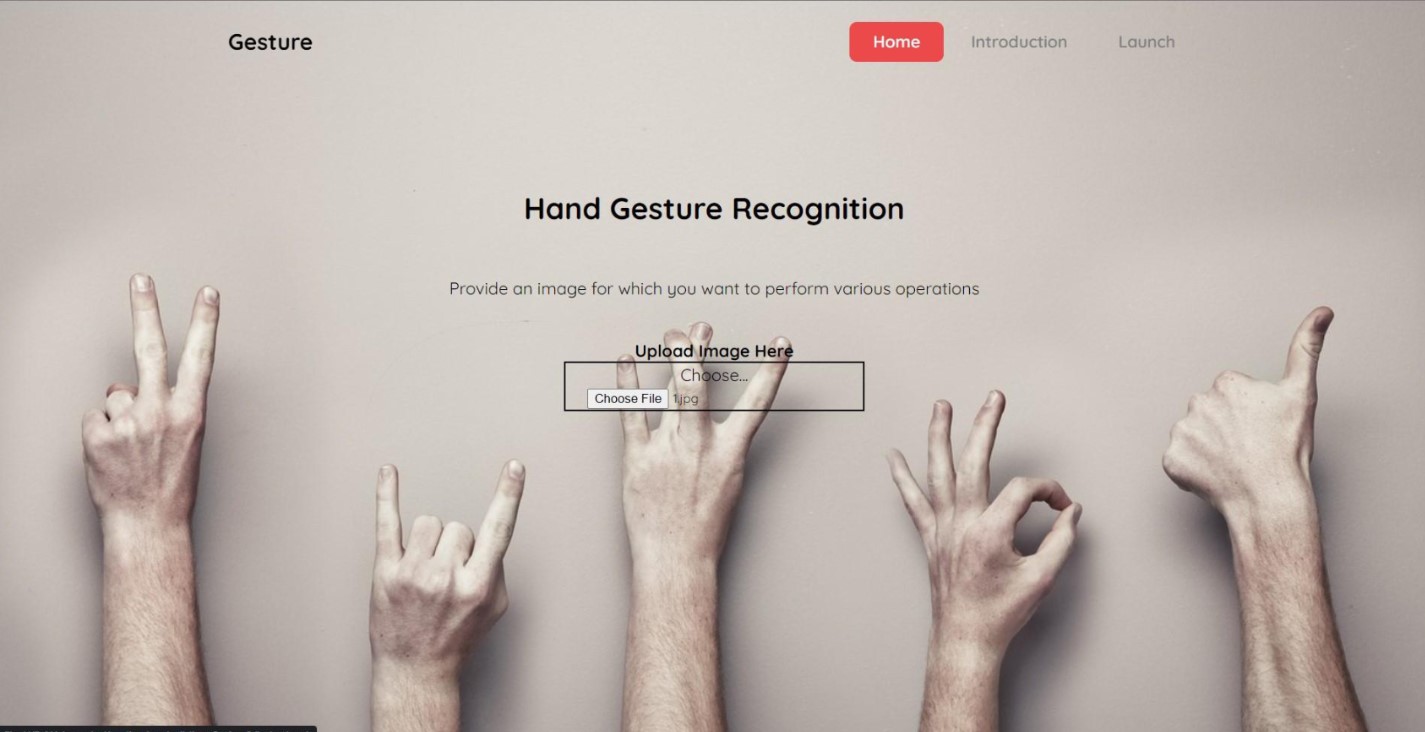 Gesture
Home
Introduction
Launch
Hand Gesture Recognition
Provide an image for which you want to perform various operations
Upload Image Here
Choose...
Choose File 1.jpg